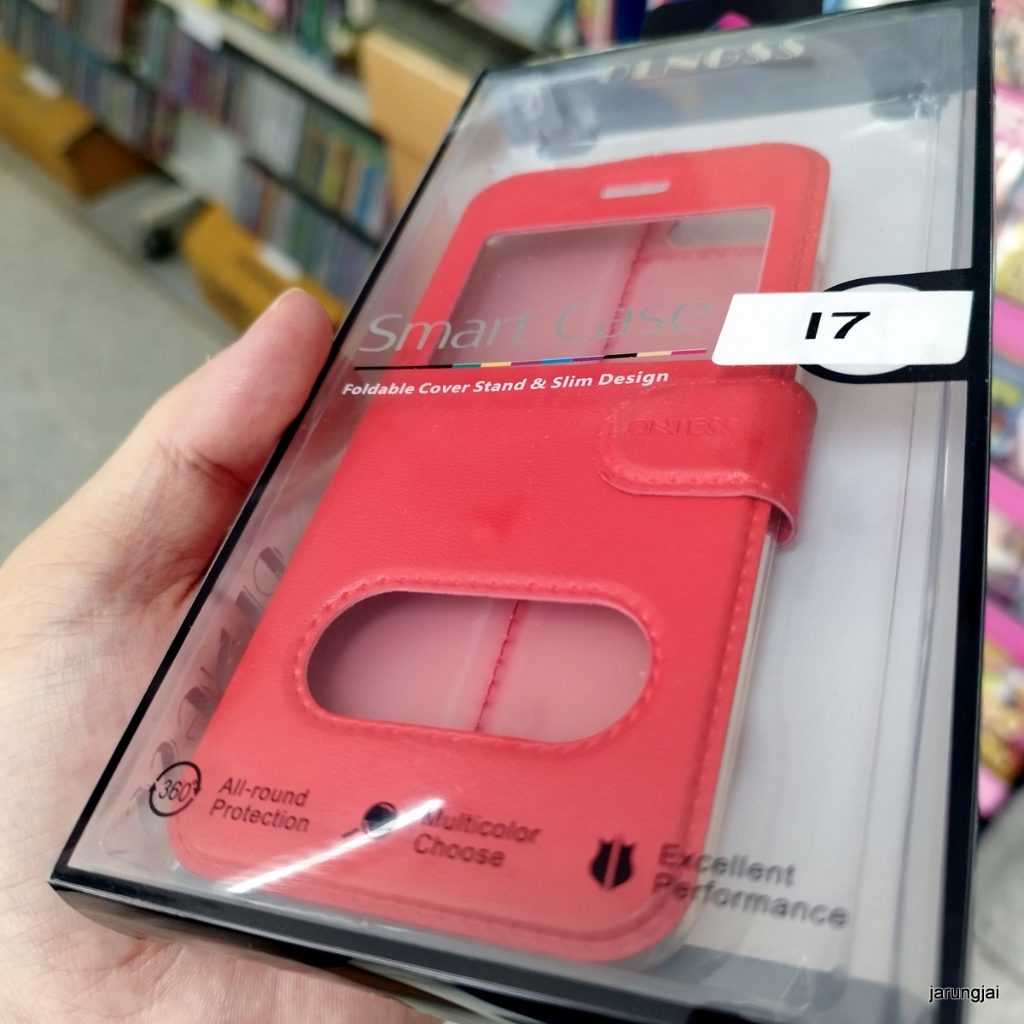 Smart Case
I7
Foldable Cover Stand & Slim Design
360°
All-round
Protection
Multicolor
Choose
Excellent
Performance
jarungjai